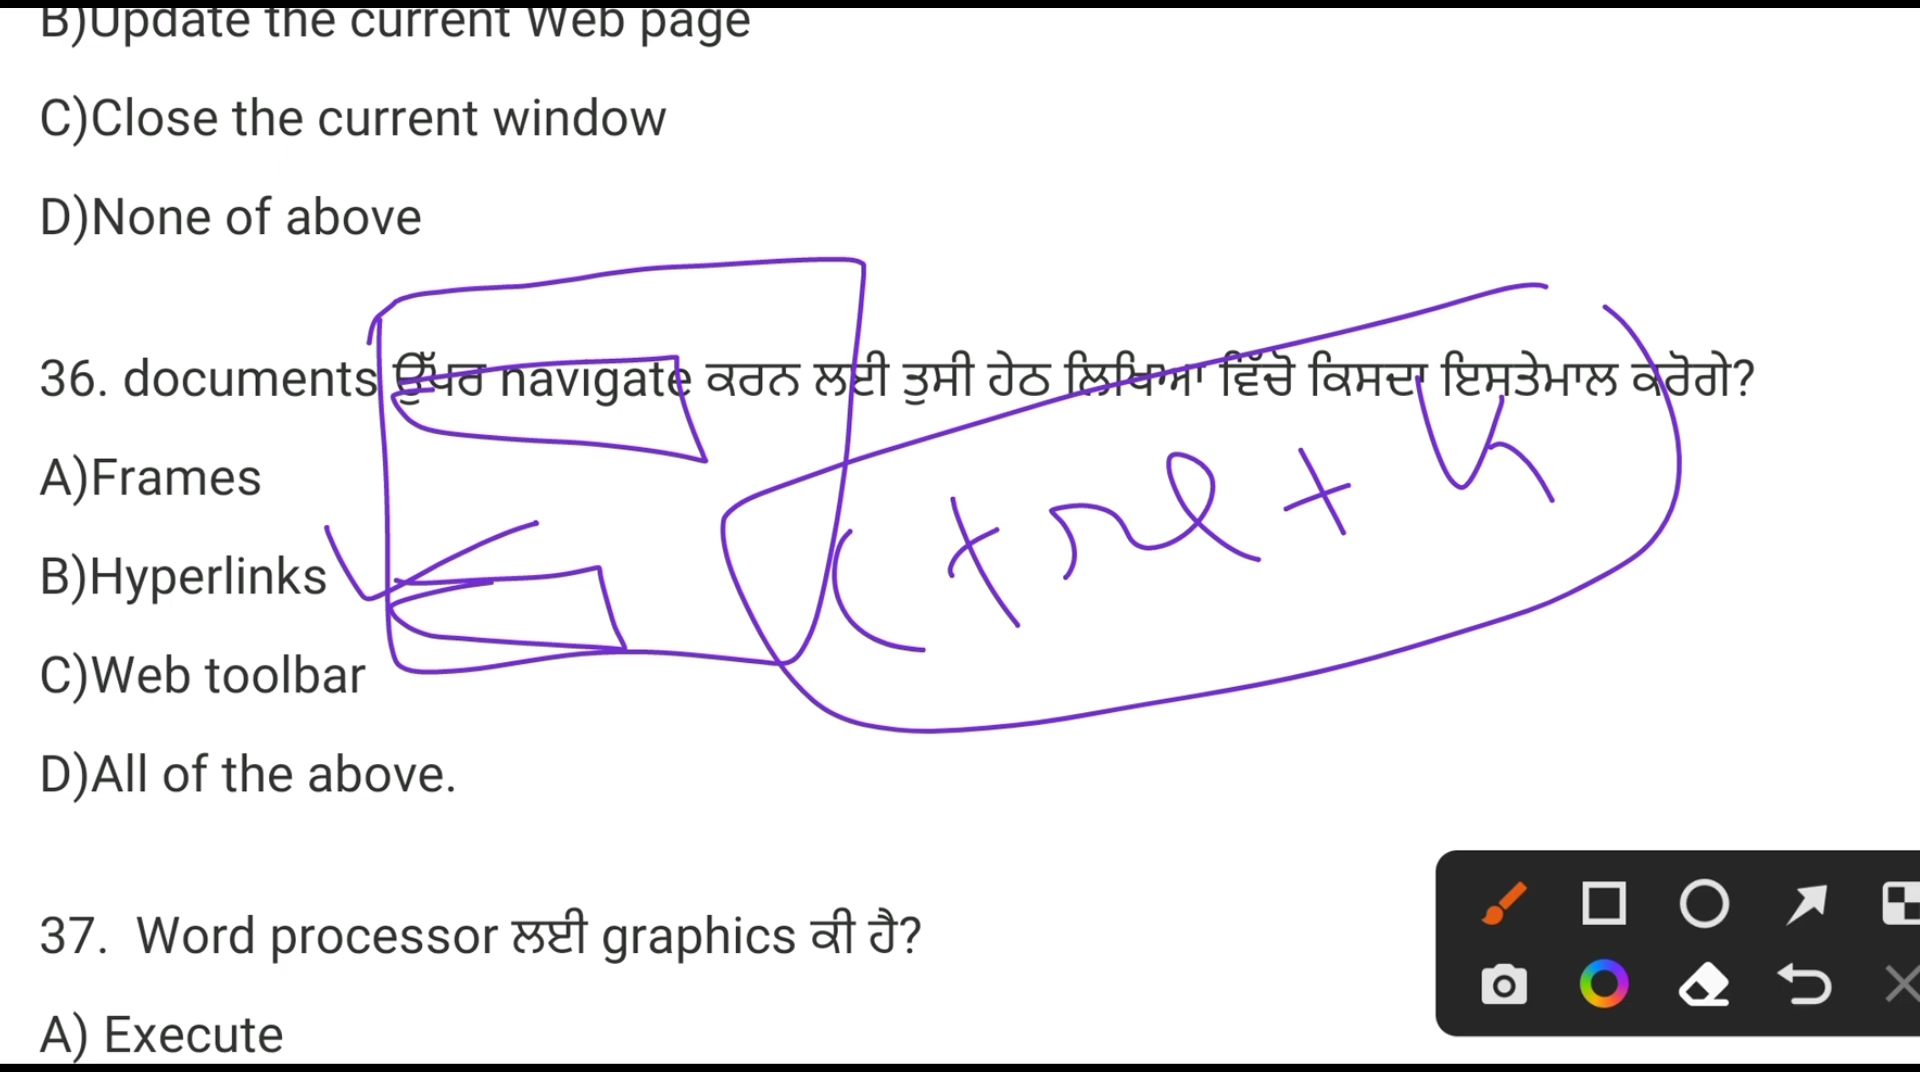 B)Update the current Web page
C)Close the current window
D)None of above
36. documents ਉੱਪਰ navigate ਕਰਨ ਲਈ ਤੁਸੀ ਹੇਠ ਲਿਖਿਆ ਵਿੱਚੋ ਕਿਸਦਾ ਇਸਤੇਮਾਲ ਕਰੋਗੇ?
A)Frames
B)Hyperlinks
C)Web toolbar
D)All of the above.
Ctrl + K
37. Word processor ਲਈ graphics ਕੀ ਹੈ?
A) Execute